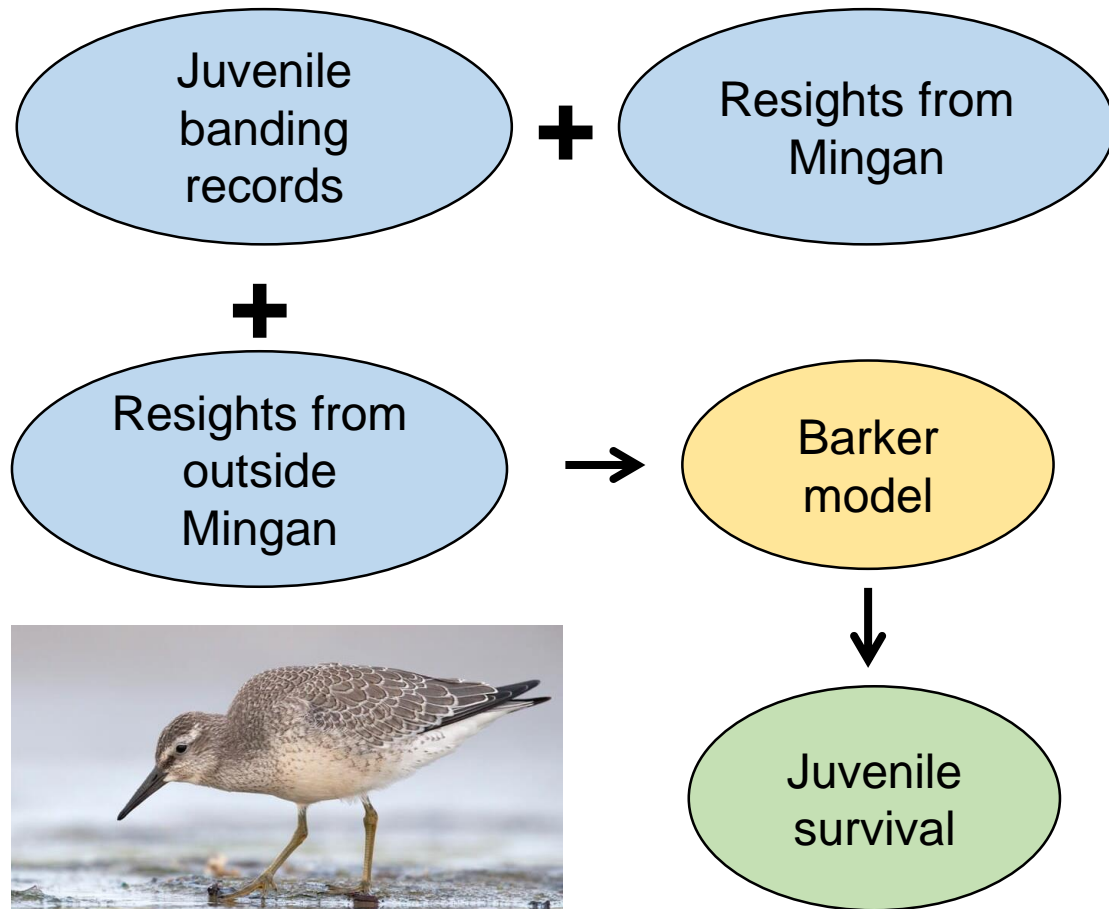 Juvenile
banding
records
+
Resights from
Mingan
+
Resights from
outside
Mingan
Barker
model
Juvenile
survival